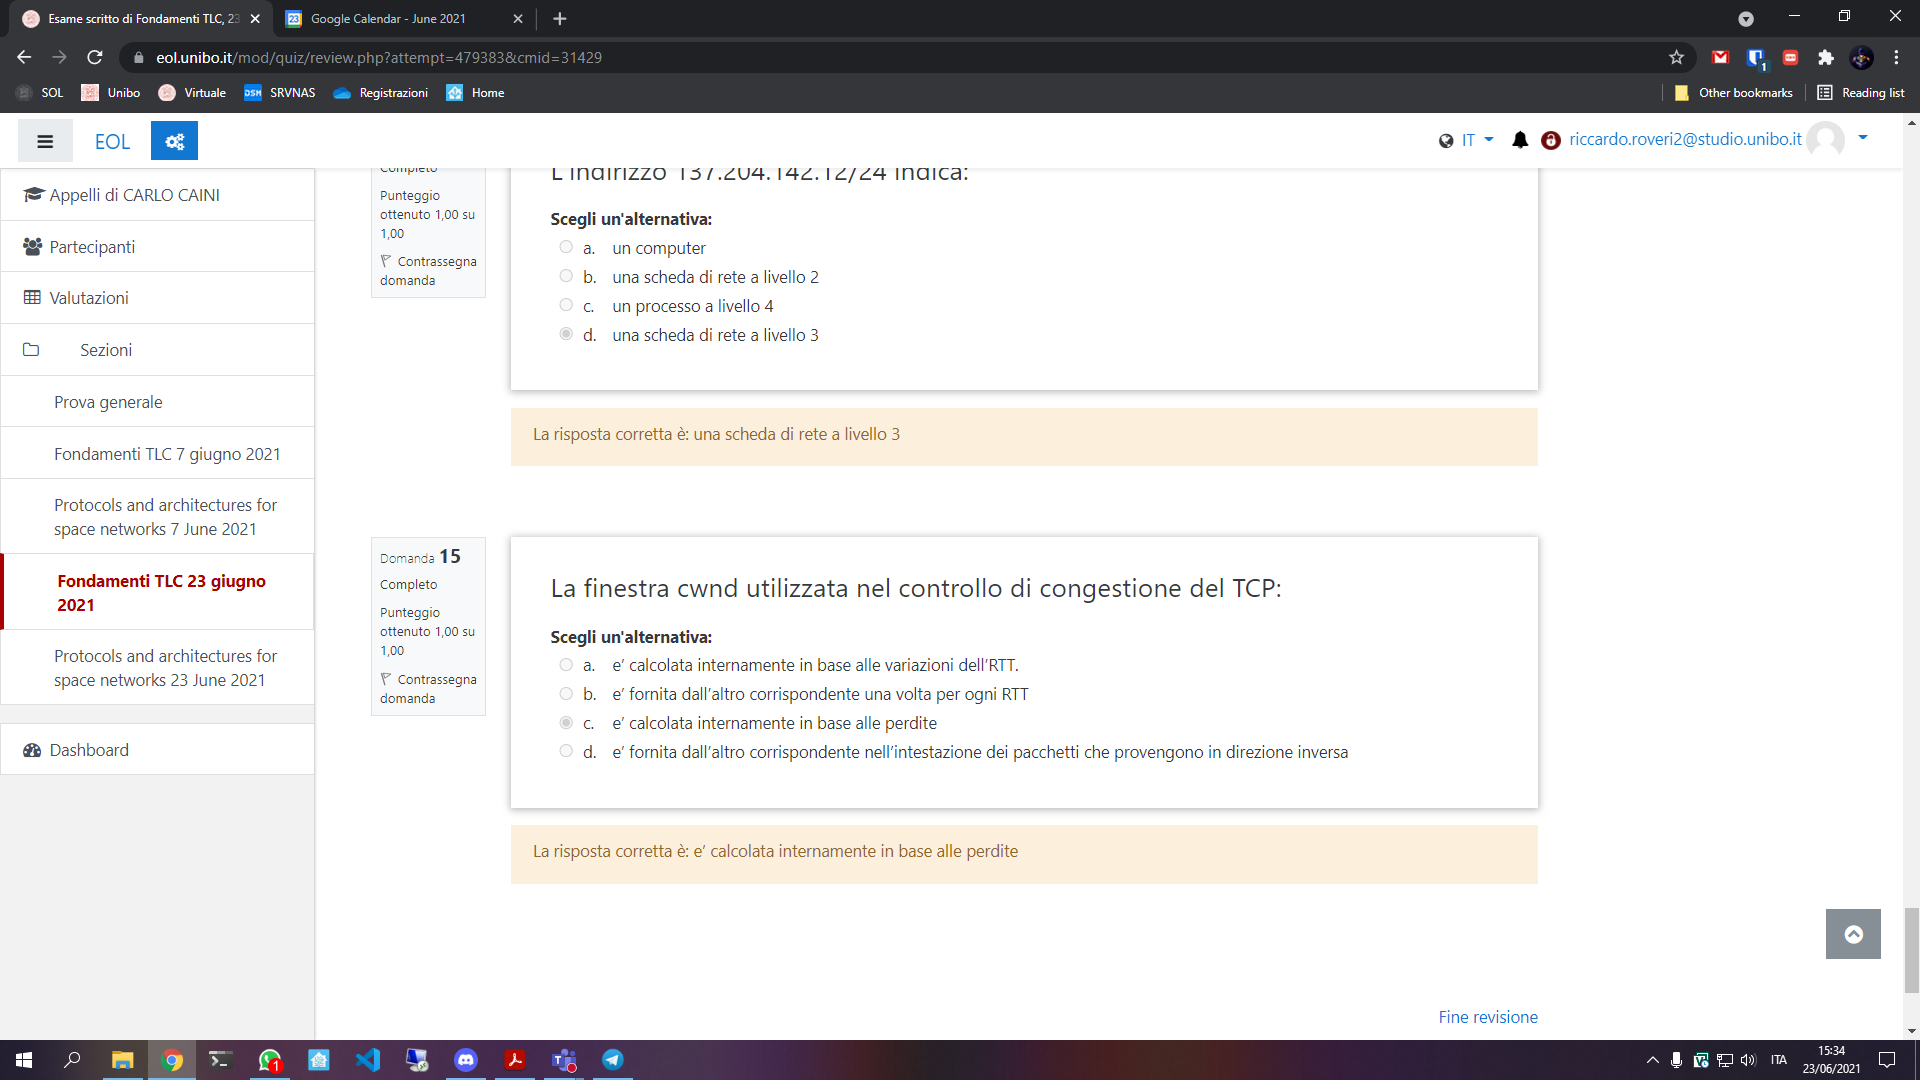 Esame scritto di Fondamenti TLC, 23
Google Calendar - June 2021
eol.unibo.it/mod/quiz/review.php?attempt=479383&cmid=31429
SOL
Unibo
Virtuale
SRVNAS
Registrazioni
Home
Other bookmarks
Reading list
EOL
IT
riccardo.roveri2@studio.unibo.it
Appelli di CARLO CAINI
Partecipanti
Valutazioni
Sezioni
Prova generale
Fondamenti TLC 7 giugno 2021
Protocols and architectures for
space networks 7 June 2021
Fondamenti TLC 23 giugno
2021
Protocols and architectures for
space networks 23 June 2021
Dashboard
Completo
Punteggio
ottenuto 1,00 su
1,00
Contrassegna
domanda
L'indirizzo 137.204.142.12/24 indica:
Scegli un'alternativa:
a. un computer
b. una scheda di rete a livello 2
c. un processo a livello 4
d. una scheda di rete a livello 3
La risposta corretta è: una scheda di rete a livello 3
Domanda 15
Completo
Punteggio
ottenuto 1,00 su
1,00
Contrassegna
domanda
La finestra cwnd utilizzata nel controllo di congestione del TCP:
Scegli un'alternativa:
a. e’ calcolata internamente in base alle variazioni dell’RTT.
b. e’ fornita dall’altro corrispondente una volta per ogni RTT
c. e’ calcolata internamente in base alle perdite
d. e’ fornita dall’altro corrispondente nell’intestazione dei pacchetti che provengono in direzione inversa
La risposta corretta è: e’ calcolata internamente in base alle perdite
Fine revisione
ITA
15:34
23/06/2021